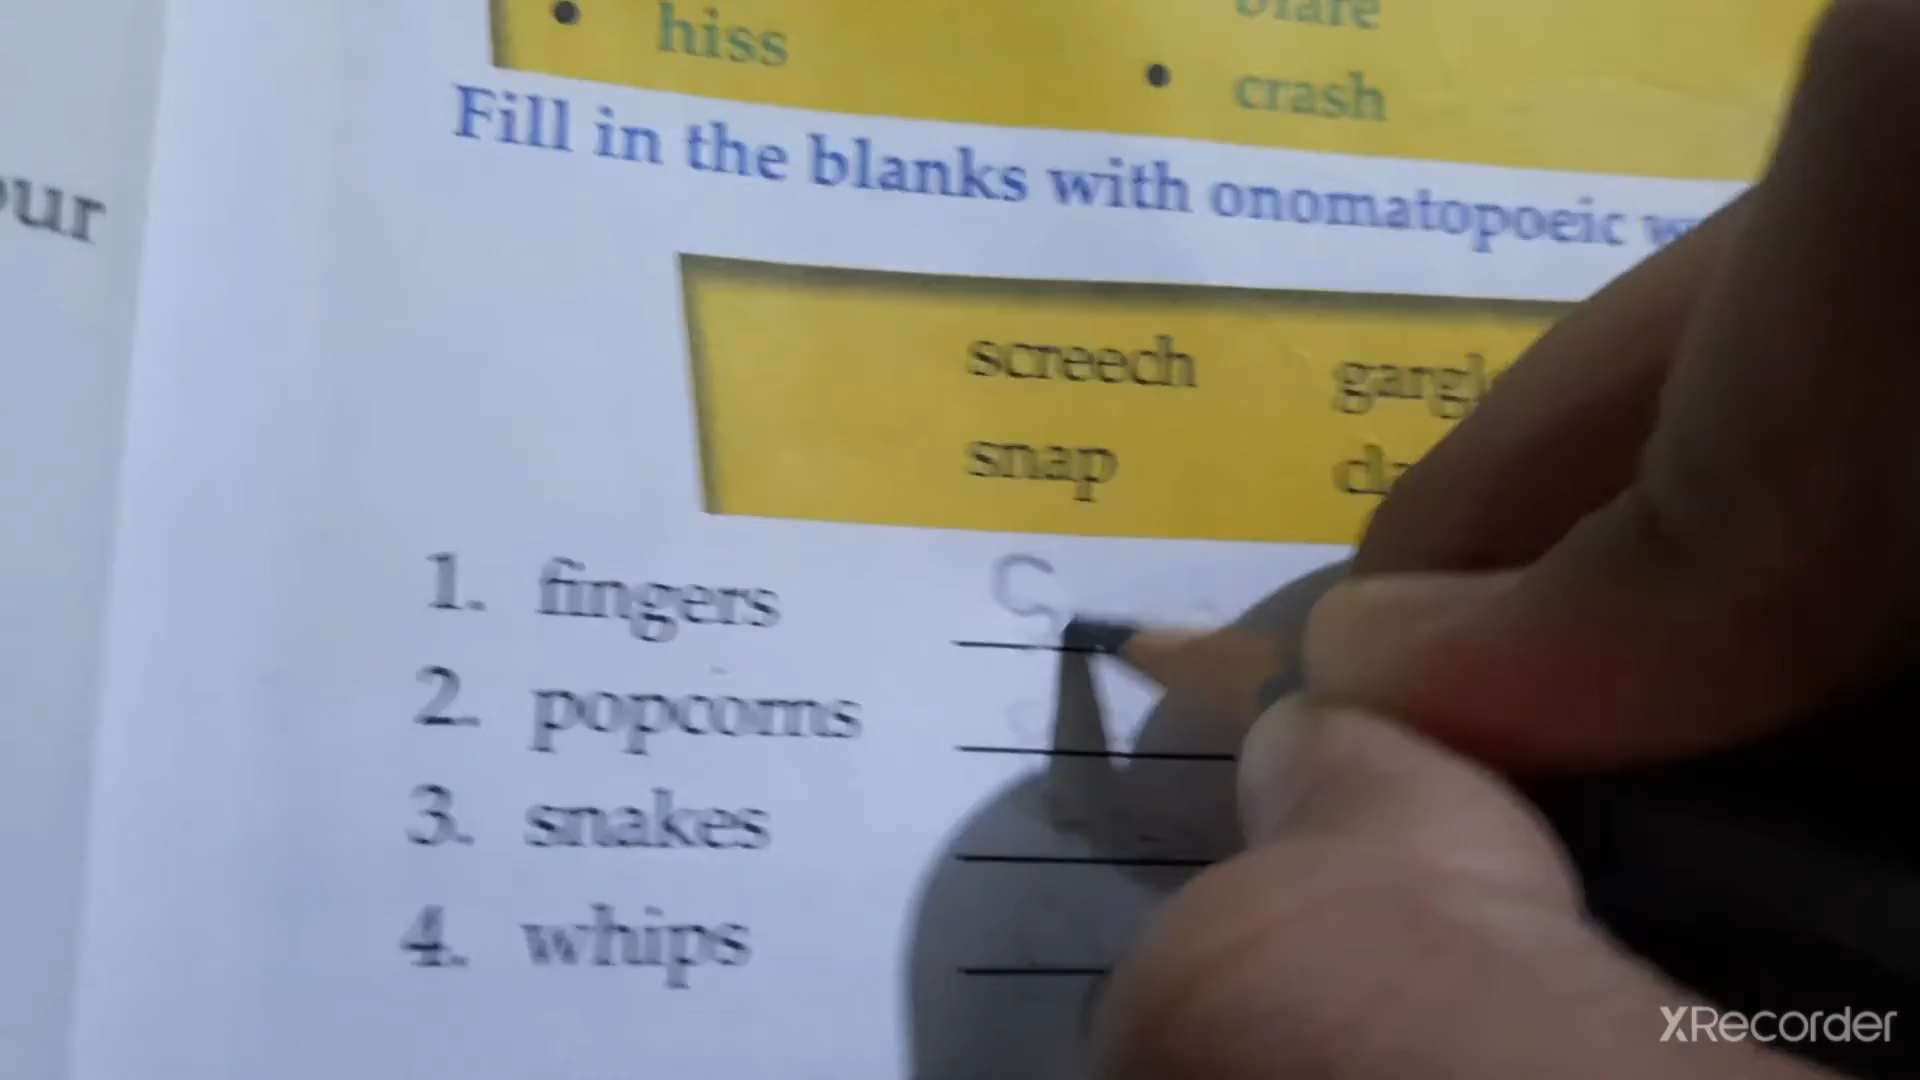 hiss
crash
Fill in the blanks with onomatopoeic
screech
snap
1. fingers
2. popcorns
3. snakes
4. whips
XRecorder